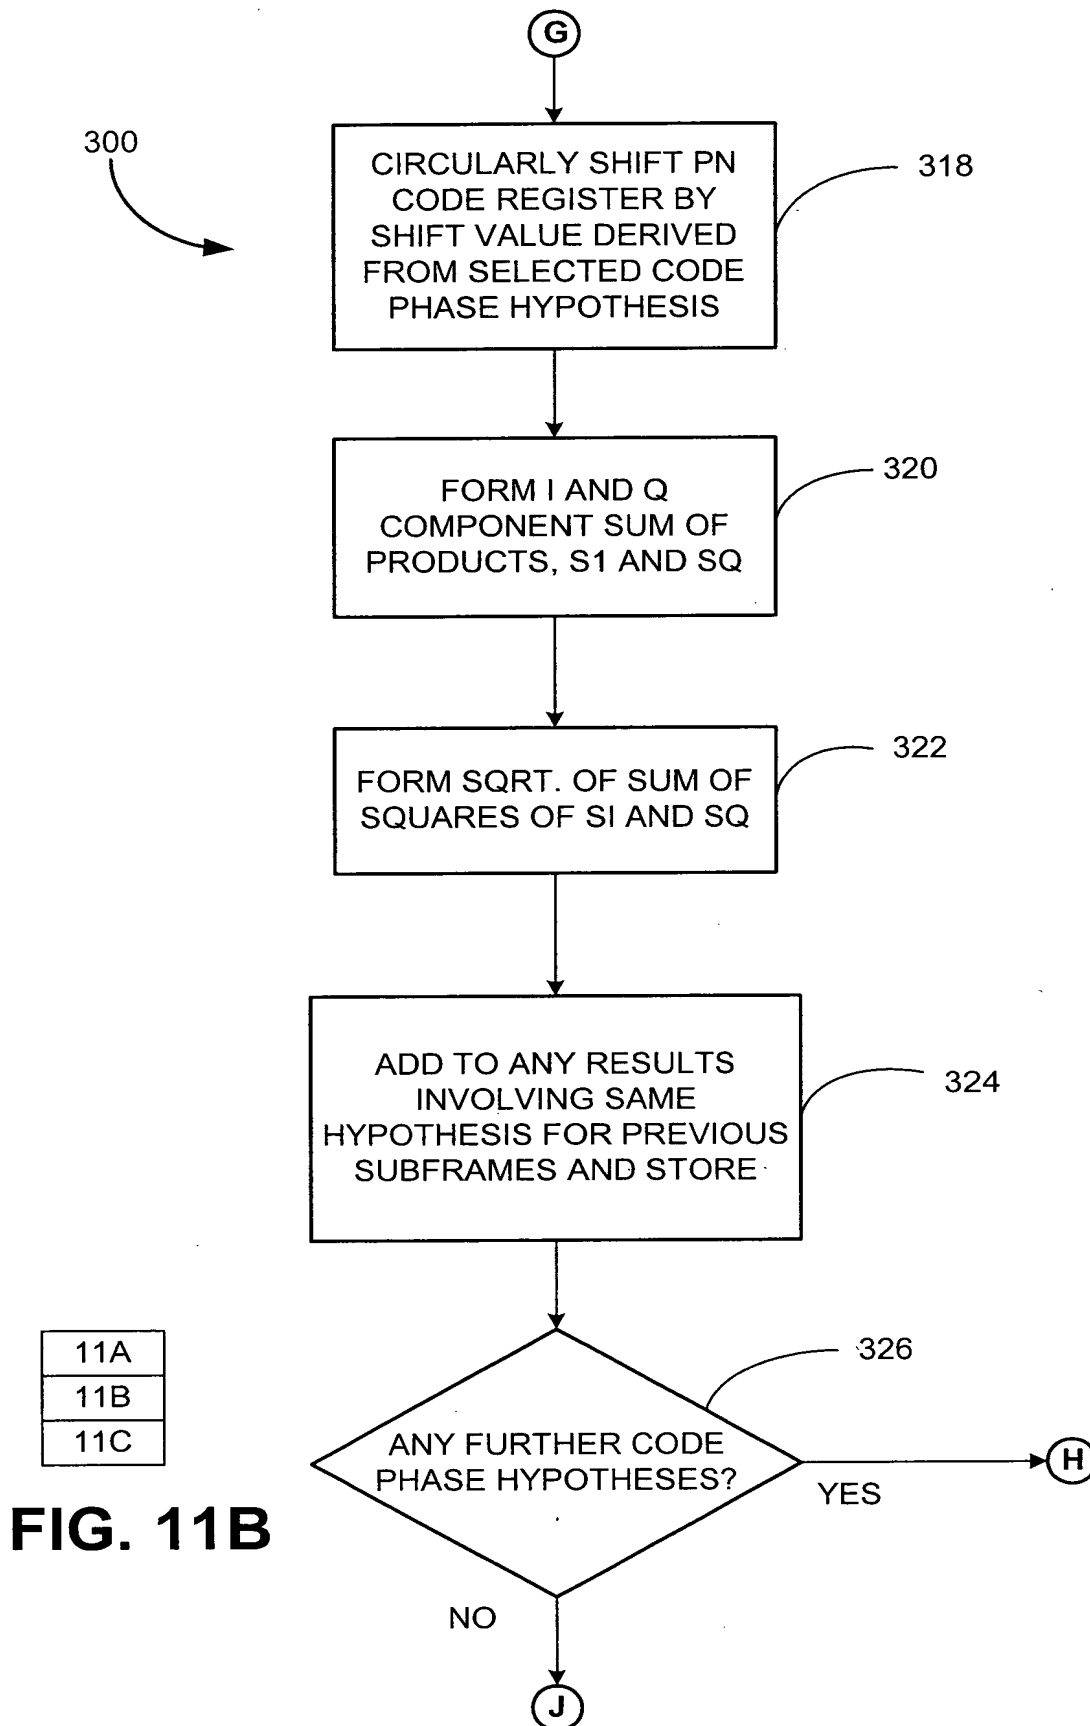 G
300
CIRCULARLY SHIFT PN
CODE REGISTER BY
SHIFT VALUE DERIVED
FROM SELECTED CODE
PHASE HYPOTHESIS
318
FORM I AND Q
COMPONENT SUM OF
PRODUCTS, S1 AND SQ
320
FORM SQRT. OF SUM OF
SQUARES OF SI AND SQ
322
ADD TO ANY RESULTS
INVOLVING SAME
HYPOTHESIS FOR PREVIOUS
SUBFRAMES AND STORE
324
326
ANY FURTHER CODE
PHASE HYPOTHESES?
YES
H
NO
J
11A
11B
11C
FIG. 11B